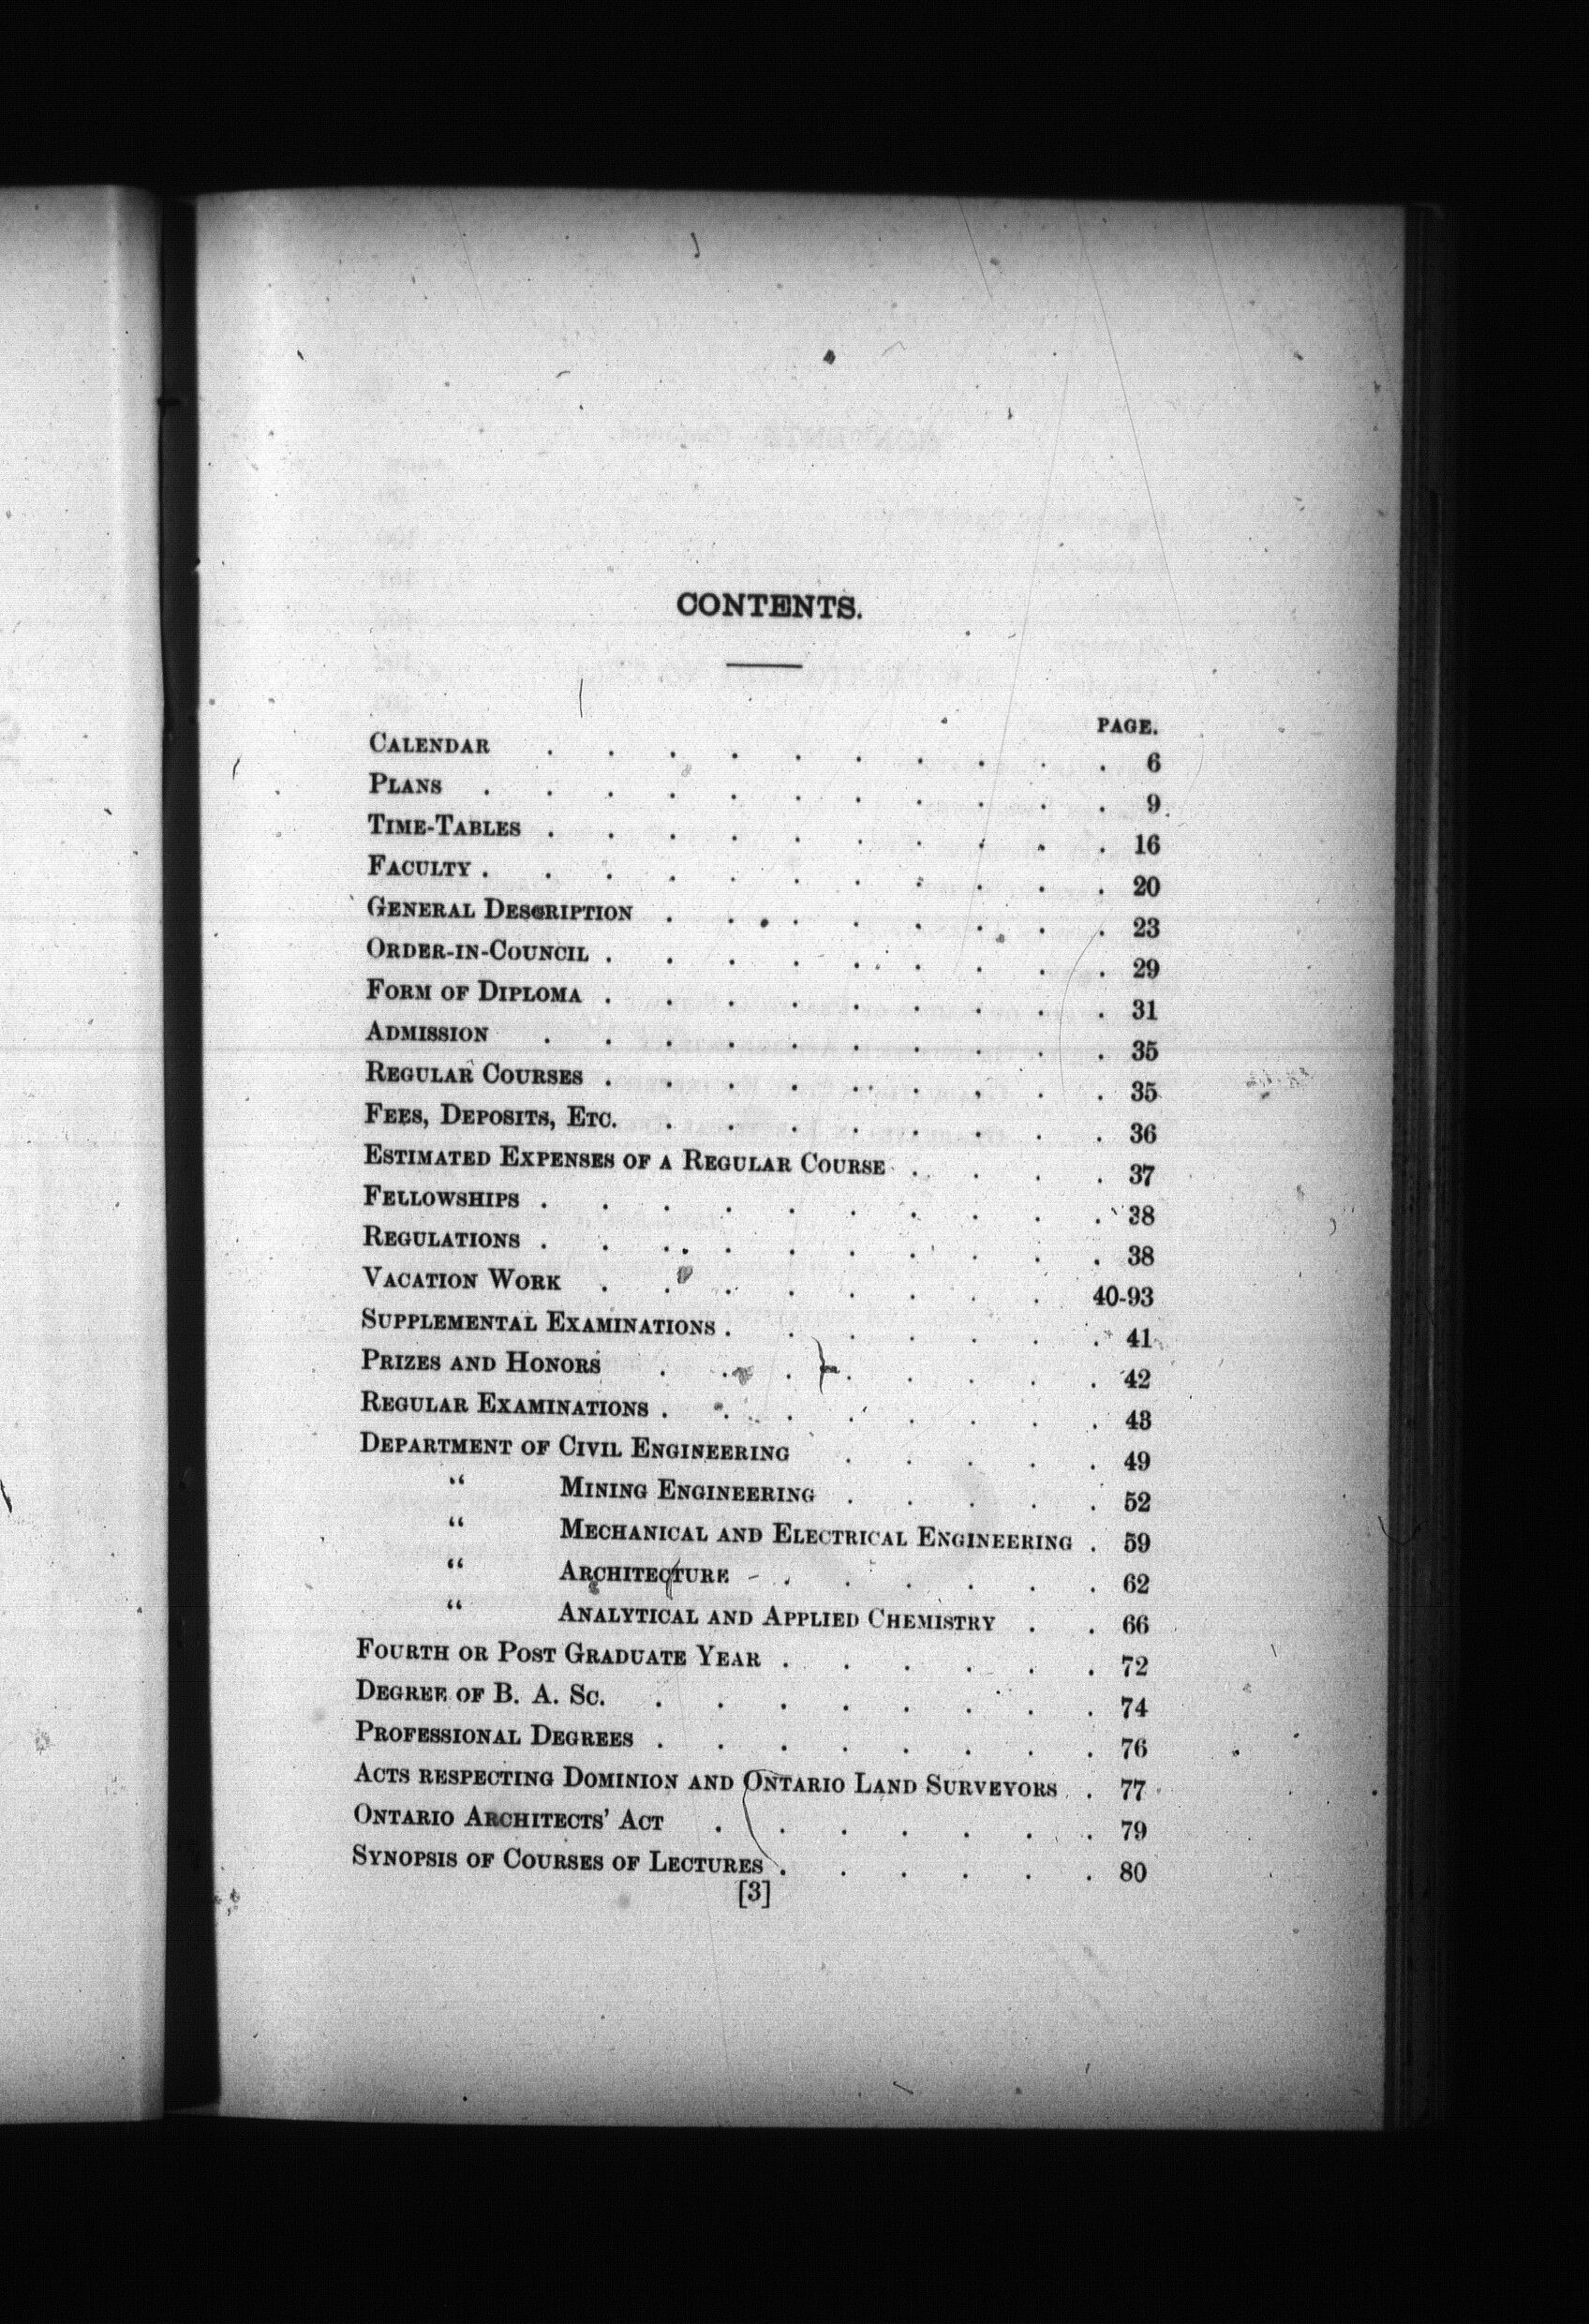 CONTENTS.
PAGE.
CALENDAR . . . . . . . . . . 6
PLANS . . . . . . . . . . . 9
TIME-TABLES . . . . . . . . . . 16
FACULTY . . . . . . . . . . . 20
GENERAL DESCRIPTION . . . . . . . . 23
ORDER-IN-COUNCIL . . . . . . . . . 29
FORM OF DIPLOMA . . . . . . . . . 31
ADMISSION . . . . . . . . . . 35
REGULAR COURSES . . . . . . . . . 35
FEES, DEPOSITS, ETC. . . . . . . . . 36
ESTIMATED EXPENSES OF A REGULAR COURSE . . . . 37
FELLOWSHIPS . . . . . . . . . . 38
REGULATIONS . . . . . . . . . . 38
VACATION WORK . . . . . . . . 40-93
SUPPLEMENTAL EXAMINATIONS . . . . . . . 41
PRIZES AND HONORS . . . . . . . . 42
REGULAR EXAMINATIONS . . . . . . . . 43
DEPARTMENT OF CIVIL ENGINEERING . . . . . 49
“ MINING ENGINEERING . . . . . 52
“ MECHANICAL AND ELECTRICAL ENGINEERING . 59
“ ARCHITECTURE . . . . . . 62
“ ANALYTICAL AND APPLIED CHEMISTRY . . 66
FOURTH OR POST GRADUATE YEAR . . . . . . 72
DEGREE OF B. A. SC. . . . . . . . . 74
PROFESSIONAL DEGREES . . . . . . . . 76
ACTS RESPECTING DOMINION AND ONTARIO LAND SURVEYORS . 77
ONTARIO ARCHITECTS’ ACT . . . . . . . 79
SYNOPSIS OF COURSES OF LECTURES . . . . . . 80
[3]